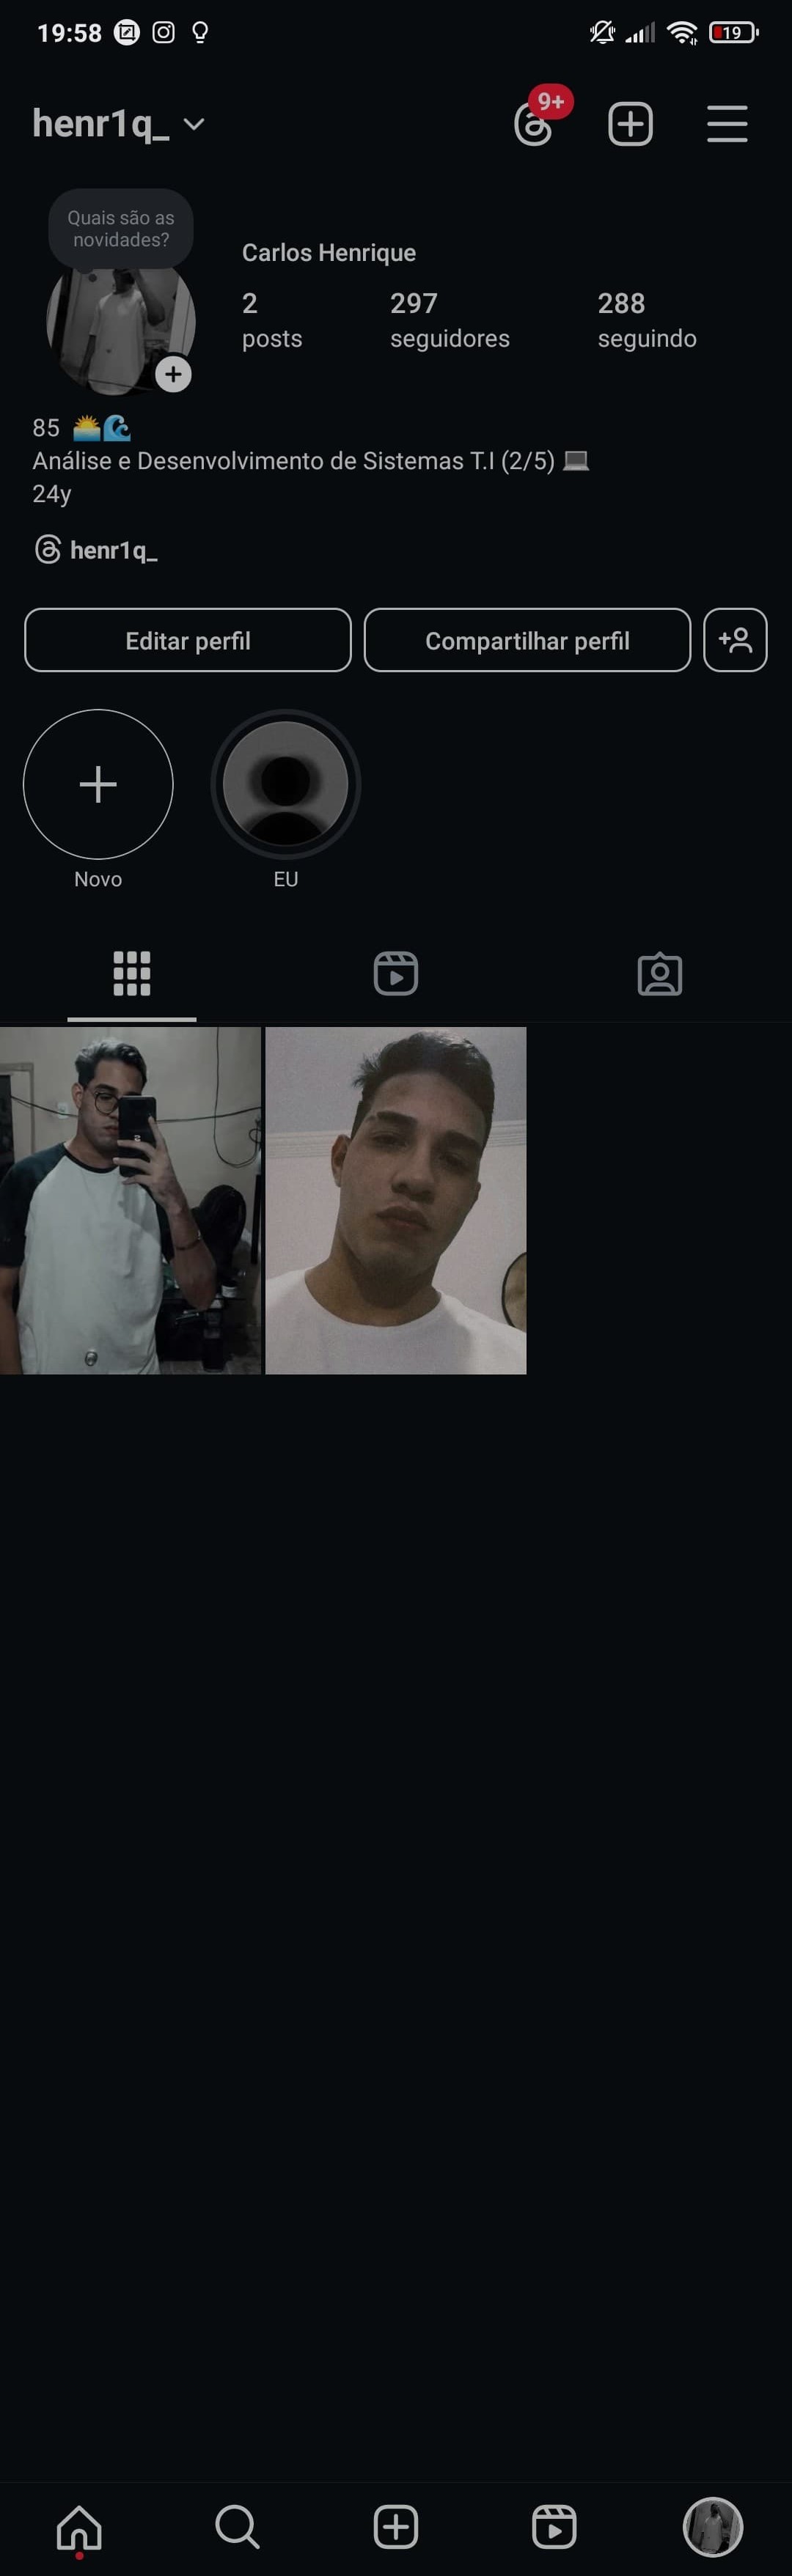 19:58
19
henr1q_
9+
Quais são as
novidades?
Carlos Henrique
2
297
288
posts
seguidores
seguindo
85 🌅🌊
Análise e Desenvolvimento de Sistemas T.I (2/5) 💻
24y
henr1q_
Editar perfil
Compartilhar perfil
Novo
EU